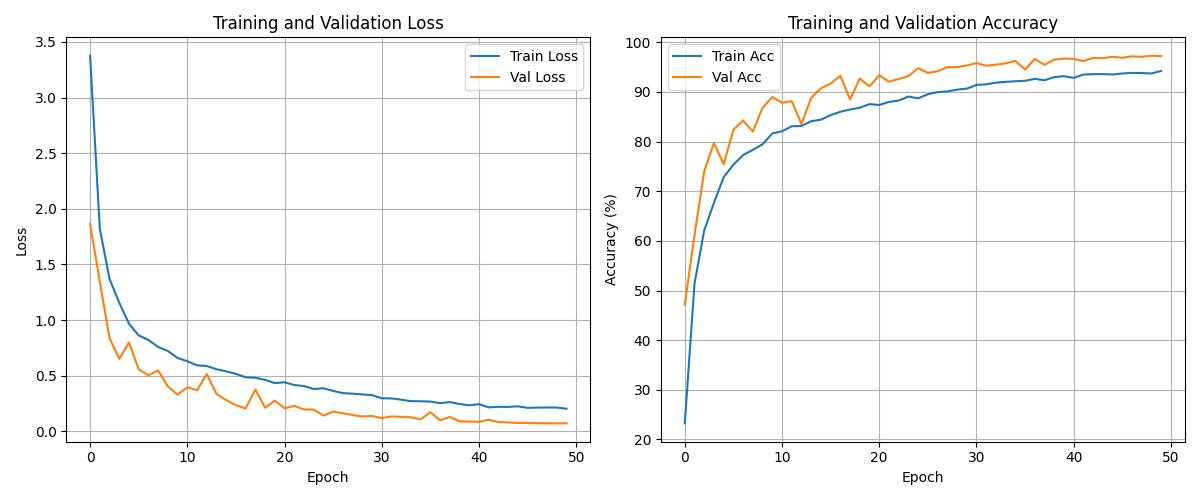 Training and Validation Loss
3.5
3.0
2.5
2.0
1.5
1.0
0.5
0.0
Loss
Train Loss
Val Loss
0
10
20
30
40
50
Epoch
Training and Validation Accuracy
100
90
80
70
60
50
40
30
20
Accuracy (%)
Train Acc
Val Acc
0
10
20
30
40
50
Epoch